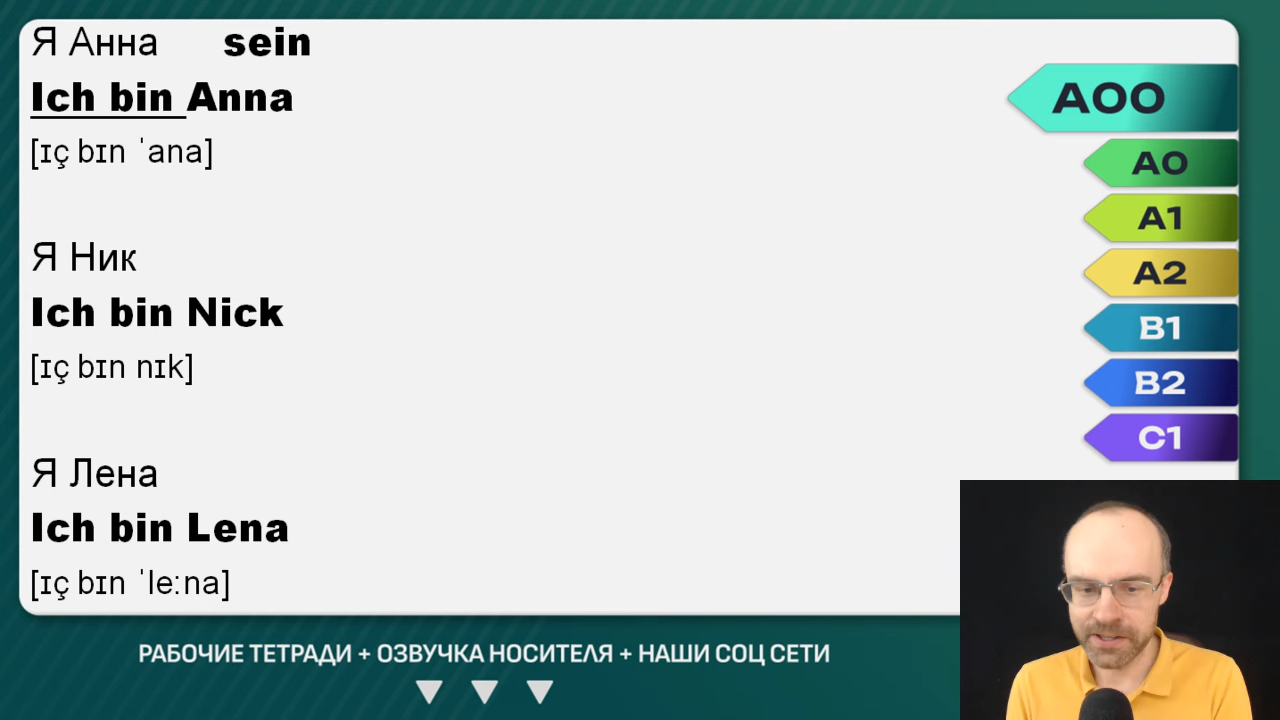 Я Анна sein
Ich bin Anna
[ɪç bɪn ˈana]
Я Ник
Ich bin Nick
[ɪç bɪn nɪk]
Я Лена
Ich bin Lena
[ɪç bɪn ˈleːna]
A00
A0
A1
A2
B1
B2
C1
РАБОЧИЕ ТЕТРАДИ + ОЗВУЧКА НОСИТЕЛЯ + НАШИ СОЦ СЕТИ